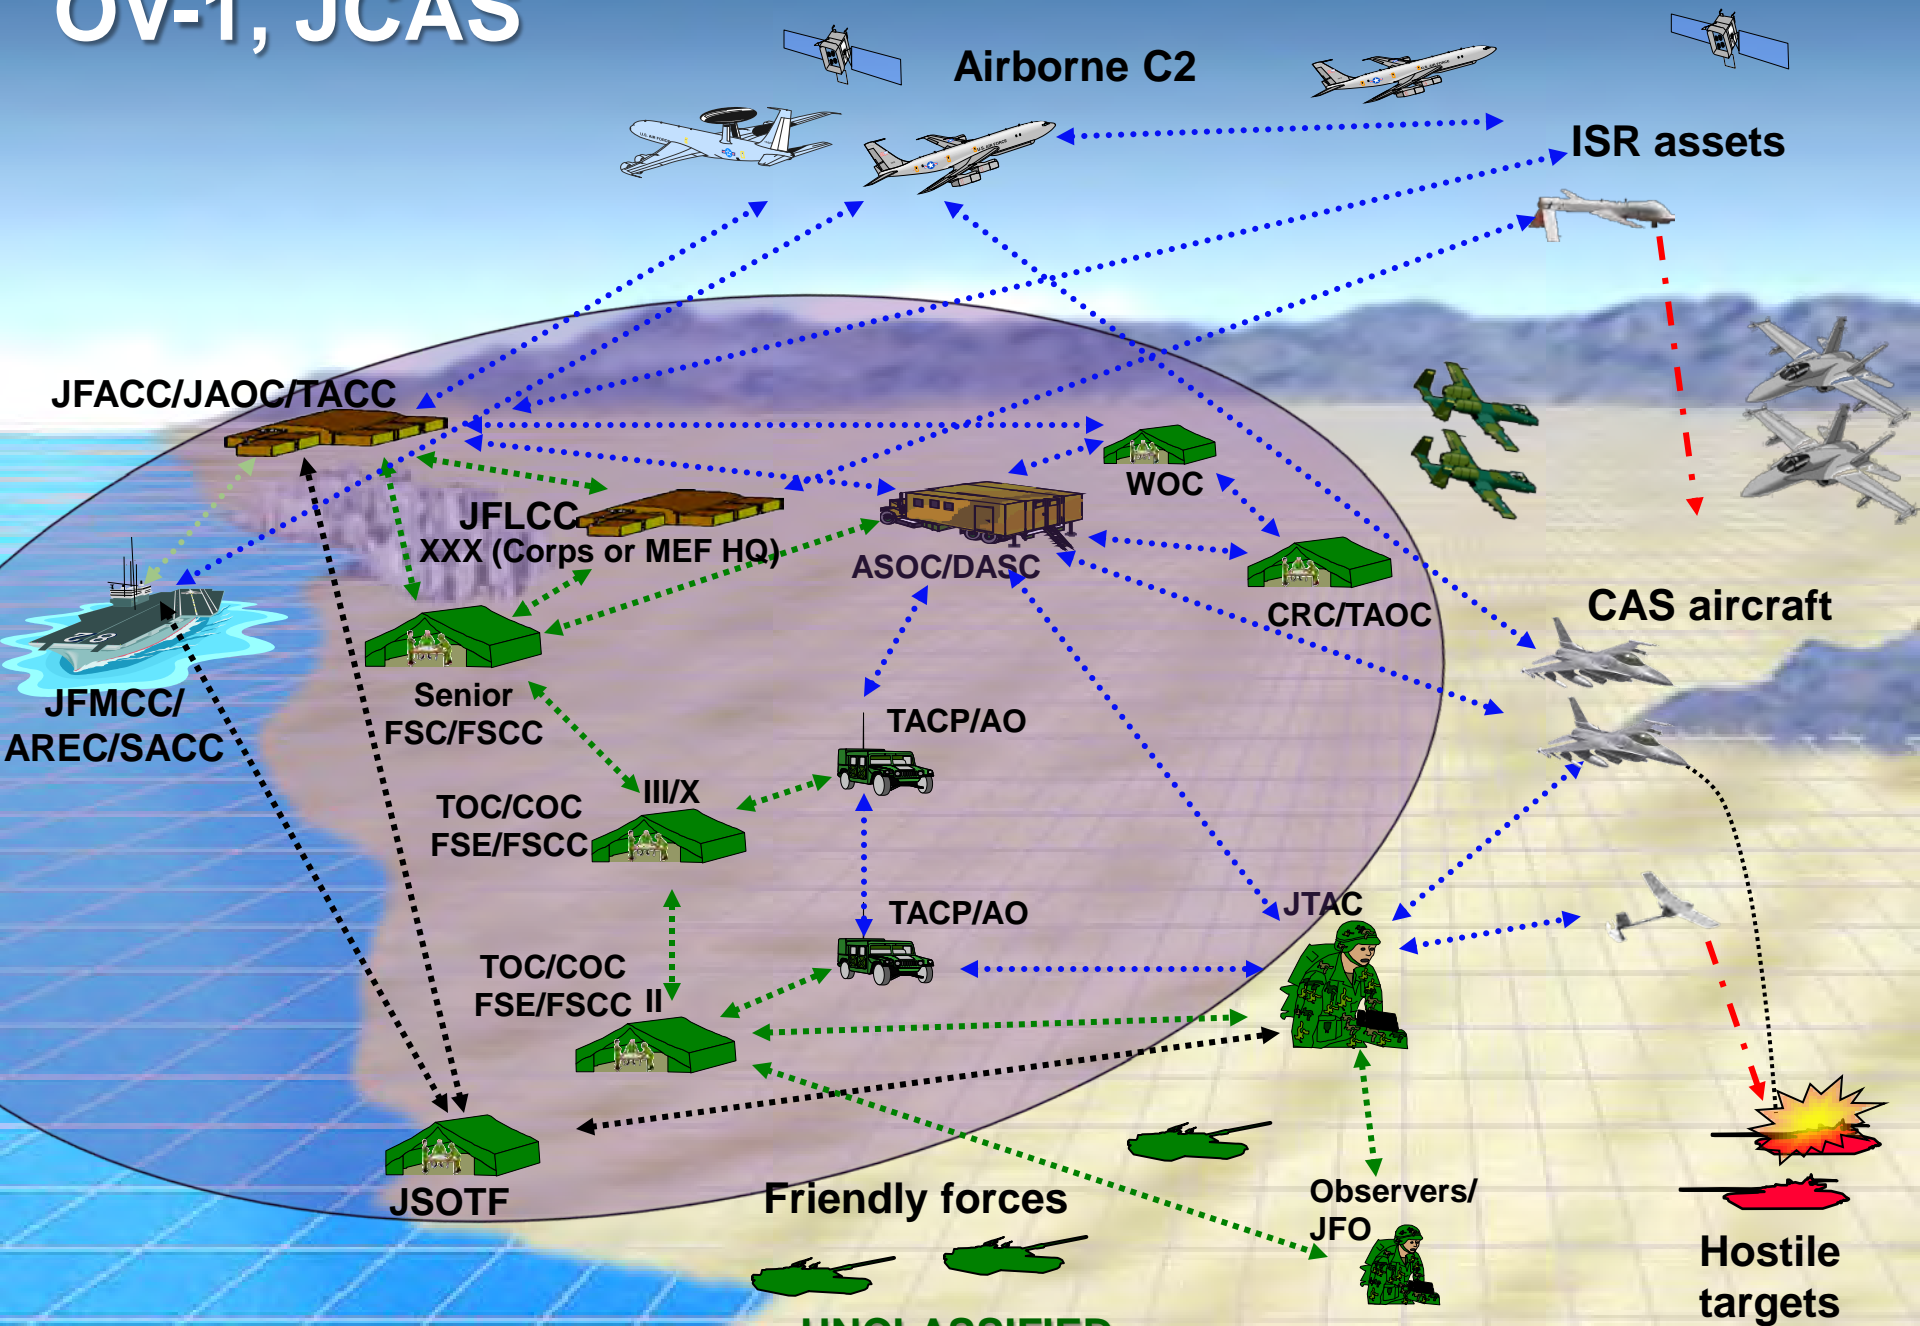 OV-1, JCAS
Airborne C2
ISR assets
JFACC/JAOC/TACC
WOC
JFLCC
XXX (Corps or MEF HQ)
ASOC/DASC
CRC/TAOC
CAS aircraft
JFMCC/
AREC/SACC
Senior
FSC/FSCC
TACP/AO
III/X
TOC/COC
FSE/FSCC
JTAC
TACP/AO
TOC/COC
FSE/FSCC II
JSOTF
Friendly forces
Observers/
JFO
Hostile
targets
UNCLASSIFIED